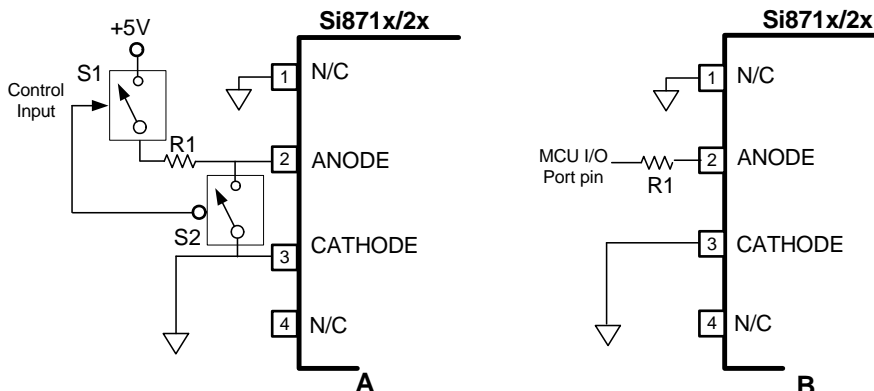 Si871x/2x
+5V
S1
1
N/C
Control
Input
R1
2
ANODE
S2
3
CATHODE
4
N/C
A
Si871x/2x
1
N/C
MCU I/O
Port pin
R1
2
ANODE
3
CATHODE
4
N/C
B